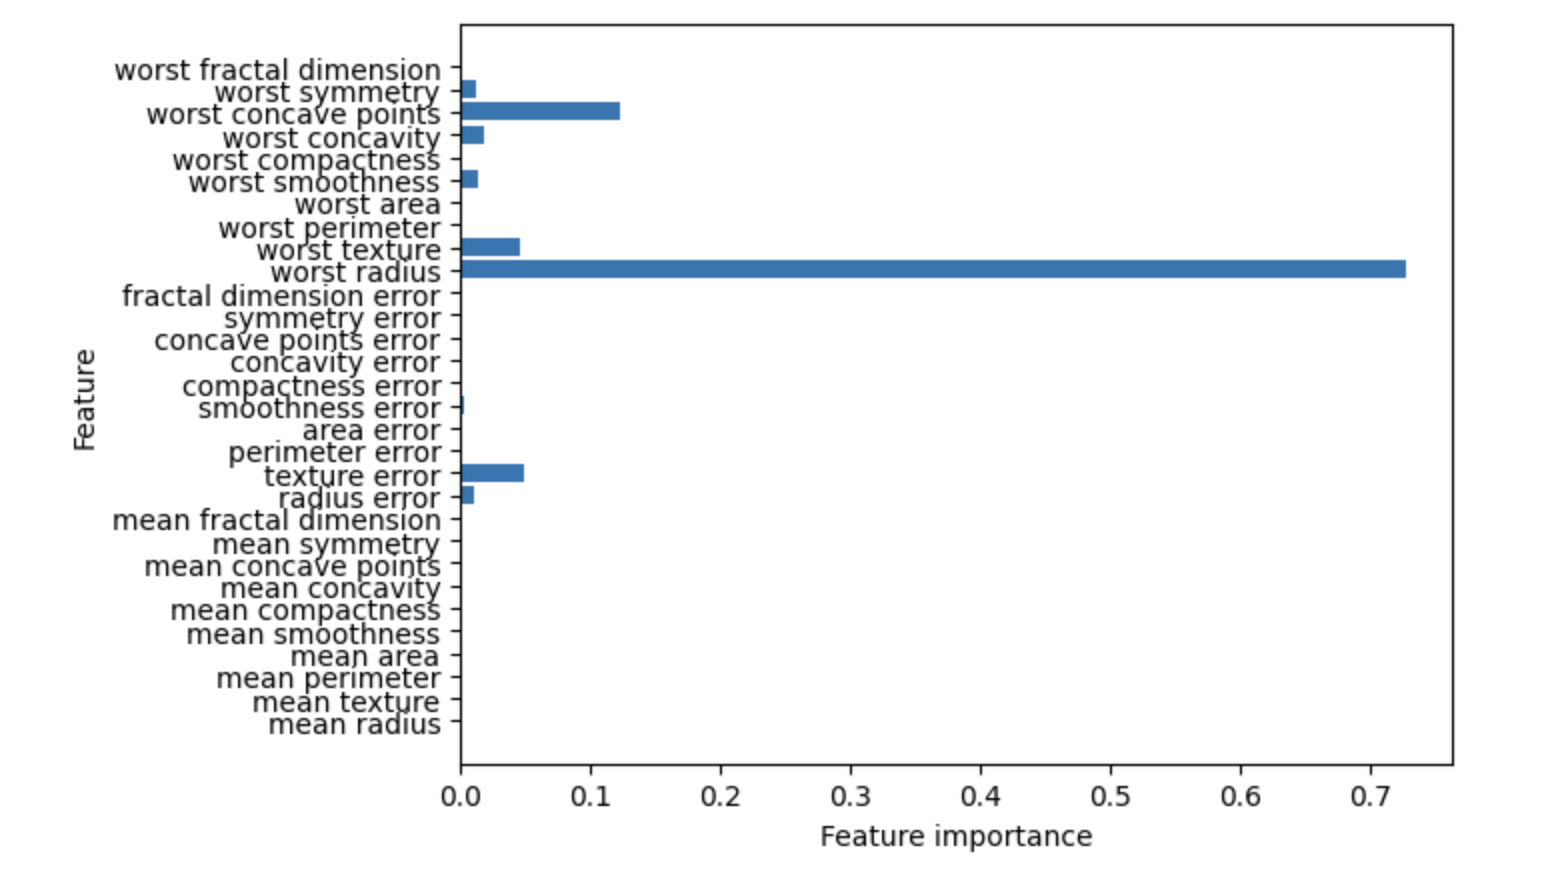 worst fractal dimension
worst symmetry
worst concave points
worst concavity
worst compactness
worst smoothness
worst area
worst perimeter
worst texture
worst radius
fractal dimension error
symmetry error
concave points error
concavity error
compactness error
smoothness error
area error
perimeter error
texture error
radius error
mean fractal dimension
mean symmetry
mean concave points
mean concavity
mean compactness
mean smoothness
mean area
mean perimeter
mean texture
mean radius
Feature
0.0 0.1 0.2 0.3 0.4 0.5 0.6 0.7
Feature importance